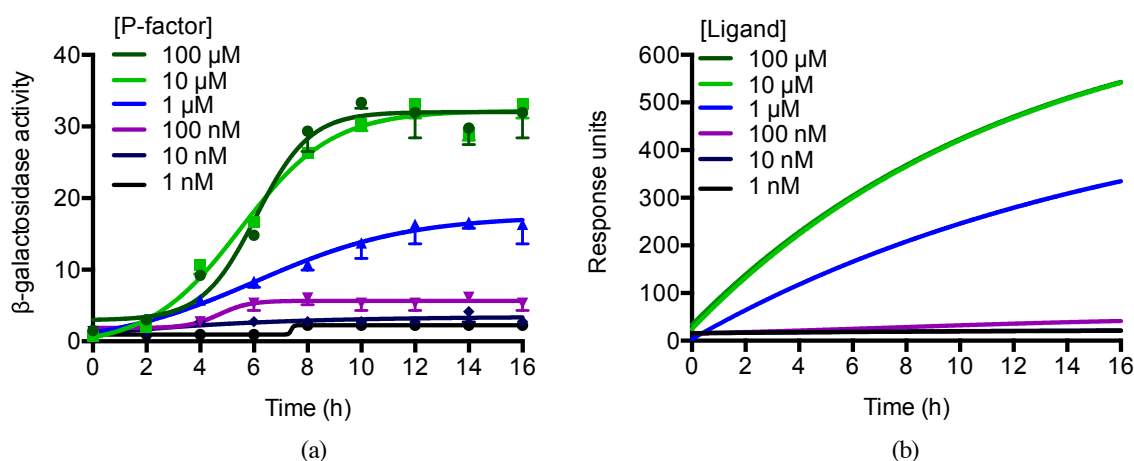 [P-factor]
100 µM
10 µM
1 µM
100 nM
10 nM
1 nM
β-galactosidase activity
40
30
20
10
0
0 2 4 6 8 10 12 14 16
Time (h)
(a)
[Ligand]
100 µM
10 µM
1 µM
100 nM
10 nM
1 nM
Response units
600
500
400
300
200
100
0
0 2 4 6 8 10 12 14 16
Time (h)
(b)